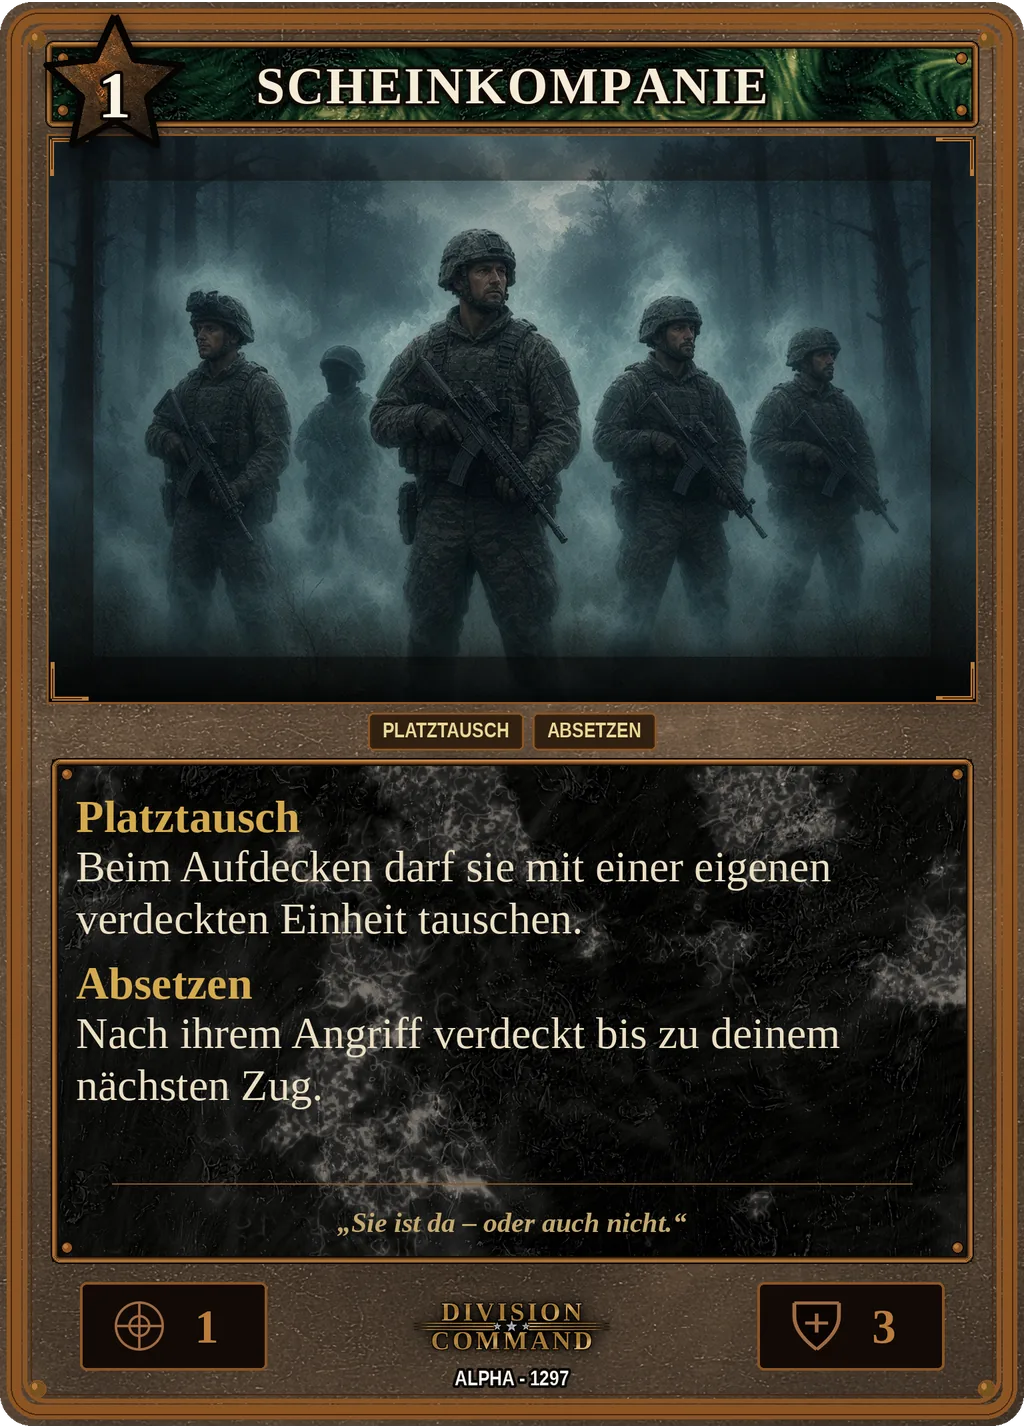 1
SCHEINKOMPANIE
PLATZTAUSCH ABSETZEN
Platztausch
Beim Aufdecken darf sie mit einer eigenen
verdeckten Einheit tauschen.
Absetzen
Nach ihrem Angriff verdeckt bis zu deinem
nächsten Zug.
„Sie ist da – oder auch nicht.“
1
DIVISION
COMMAND
3
ALPHA - 1297